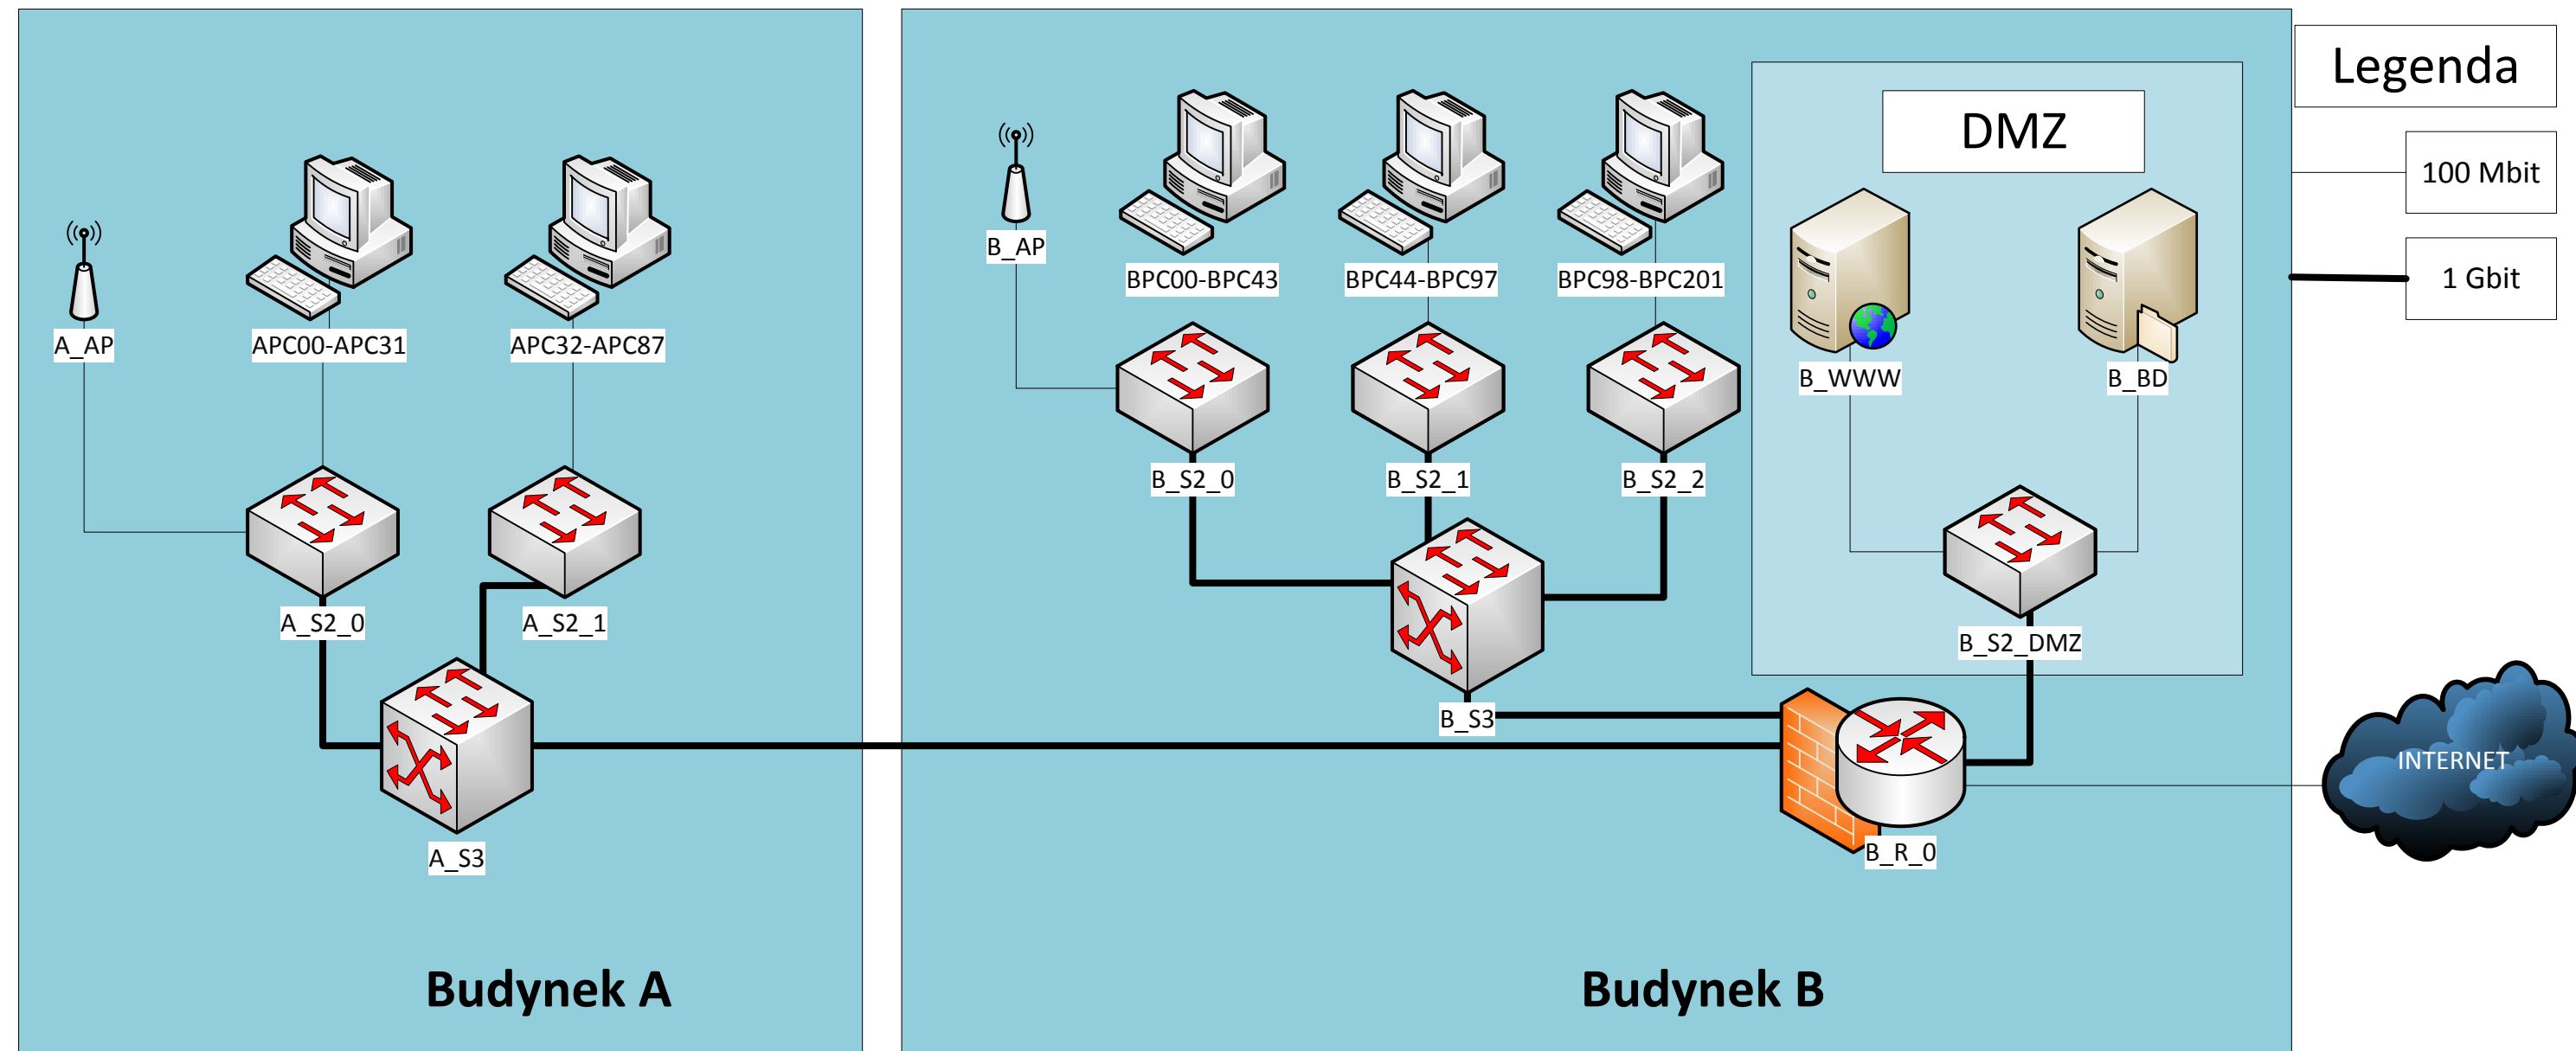 Legenda
100 Mbit
1 Gbit
DMZ
A_AP
APC00-APC31
APC32-APC87
A_S2_0
A_S2_1
A_S3
Budynek A
B_AP
BPC00-BPC43
BPC44-BPC97
BPC98-BPC201
B_WWW
B_BD
B_S2_0
B_S2_1
B_S2_2
B_S2_DMZ
B_S3
B_R_0
INTERNET
Budynek B